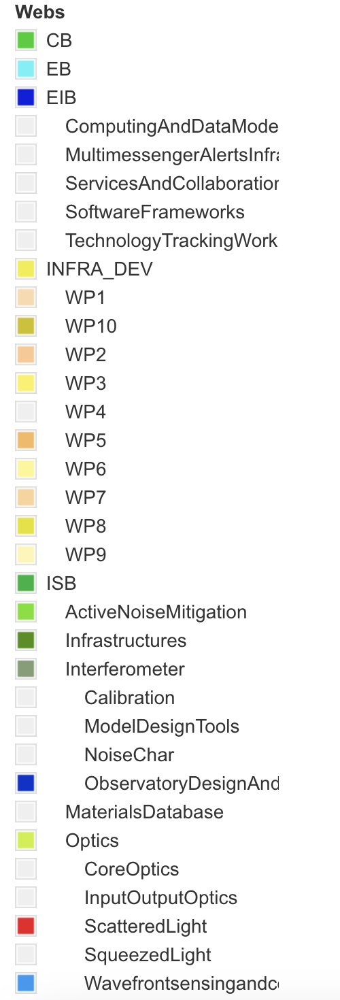 Webs
CB
EB
EIB
ComputingAndDataMode
MultimessengerAlertsInfra
ServicesAndCollaboration
SoftwareFrameworks
TechnologyTrackingWork
INFRA_DEV
WP1
WP10
WP2
WP3
WP4
WP5
WP6
WP7
WP8
WP9
ISB
ActiveNoiseMitigation
Infrastructures
Interferometer
Calibration
ModelDesignTools
NoiseChar
ObservatoryDesignAnd
MaterialsDatabase
Optics
CoreOptics
InputOutputOptics
ScatteredLight
SqueezedLight
Wavefrontsensingandco